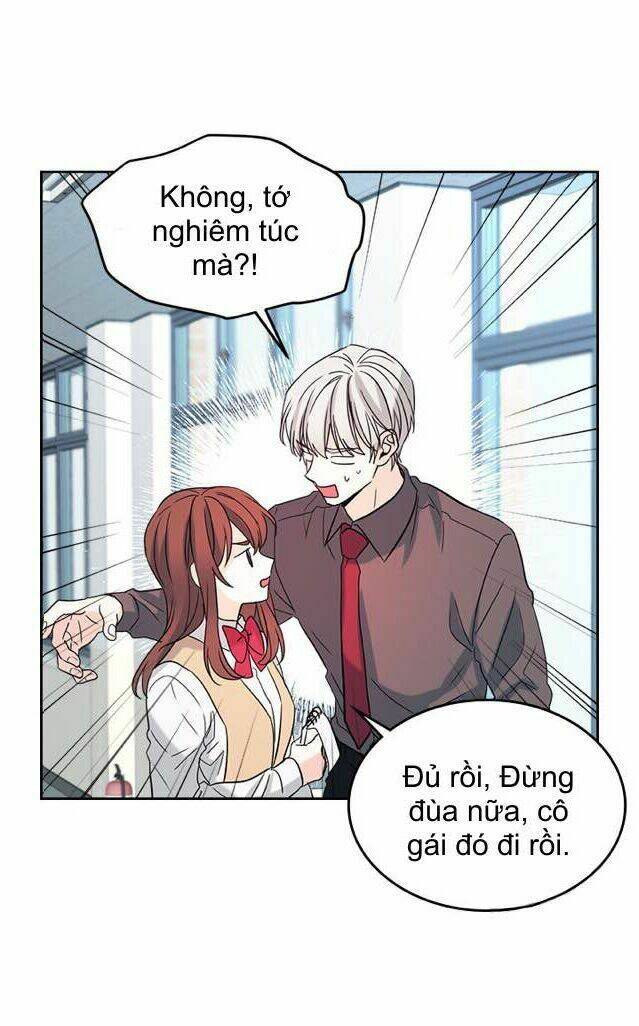 Không, tớ
nghiêm túc
mà?!
Đủ rồi, Đừng
đùa nữa, cô
gái đó đi rồi.